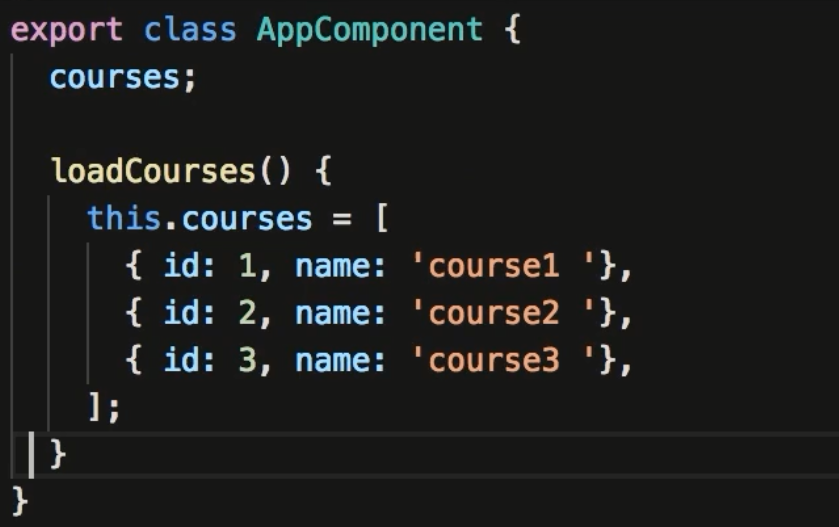 export class AppComponent {
  courses;

  loadCourses() {
    this.courses = [
      { id: 1, name: 'course1 '},
      { id: 2, name: 'course2 '},
      { id: 3, name: 'course3 '},
    ];
  }
}